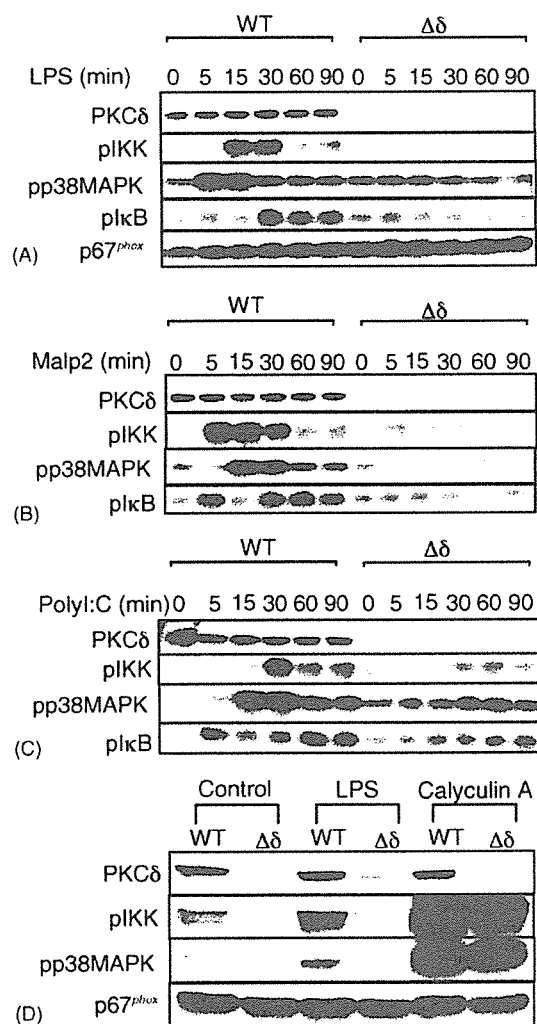 WT Δδ
LPS (min) 0 5 15 30 60 90 0 5 15 30 60 90
PKCδ
pIKK
pp38MAPK
pIκB
(A) p67phox
WT Δδ
Malp2 (min) 0 5 15 30 60 90 0 5 15 30 60 90
PKCδ
pIKK
pp38MAPK
(B) pIκB
WT Δδ
PolyI:C (min) 0 5 15 30 60 90 0 5 15 30 60 90
PKCδ
pIKK
pp38MAPK
(C) pIκB
Control LPS Calyculin A
WT Δδ WT Δδ WT Δδ
PKCδ
pIKK
pp38MAPK
(D) p67phox